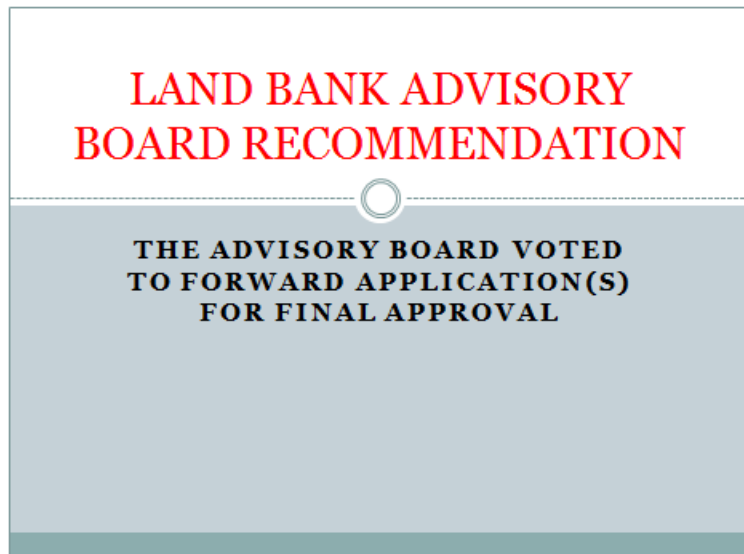 LAND BANK ADVISORY
BOARD RECOMMENDATION
THE ADVISORY BOARD VOTED
TO FORWARD APPLICATION(S)
FOR FINAL APPROVAL